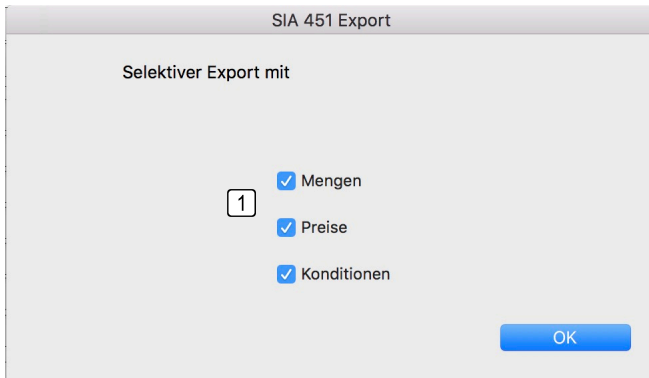 SIA 451 Export
Selektiver Export mit
Mengen
1
Preise
Konditionen
OK